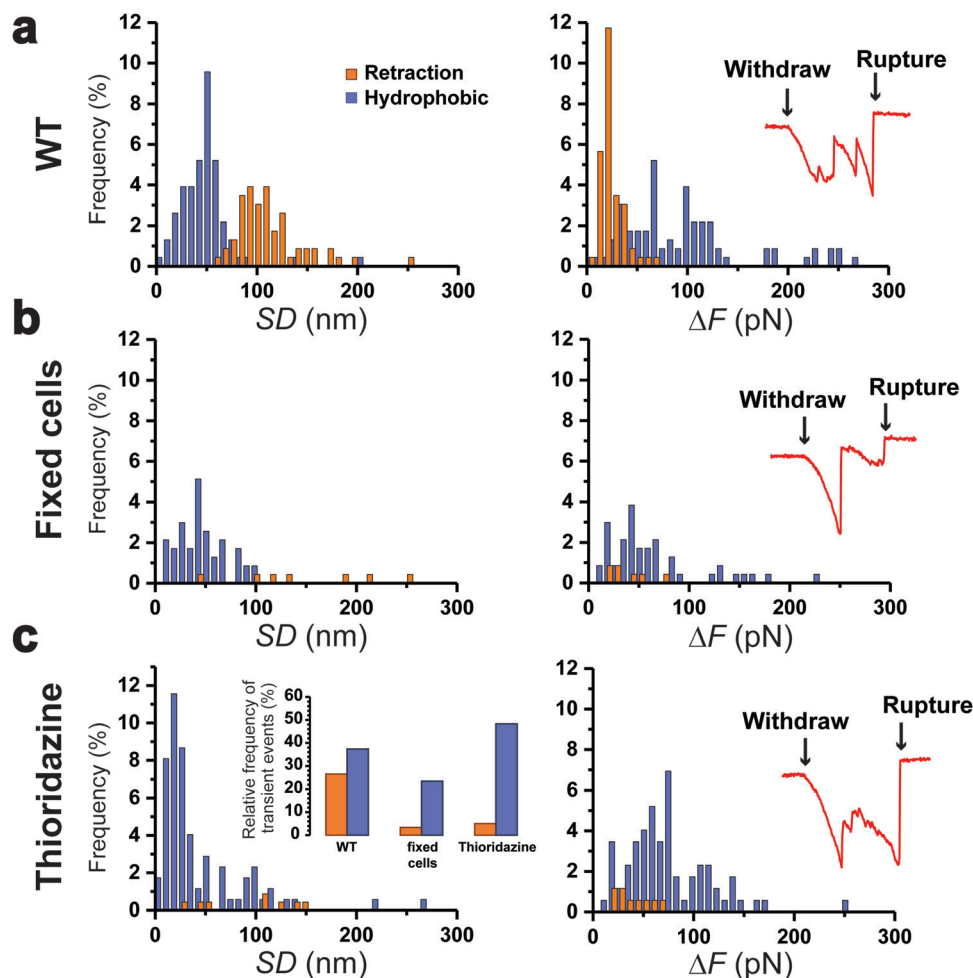 a
WT
Frequency (%)
12
10
8
6
4
2
0
0 100 200 300
SD (nm)
Retraction
Hydrophobic
12
10
8
6
4
2
0
0 100 200 300
ΔF (pN)
Withdraw
Rupture
b
Fixed cells
Frequency (%)
12
10
8
6
4
2
0
0 100 200 300
SD (nm)
12
10
8
6
4
2
0
0 100 200 300
ΔF (pN)
Withdraw
Rupture
c
Thioridazine
Frequency (%)
12
10
8
6
4
2
0
0 100 200 300
SD (nm)
Relative frequency of
transient events (%)
60
50
40
30
20
10
0
WT
fixed
cells
Thioridazine
12
10
8
6
4
2
0
0 100 200 300
ΔF (pN)
Withdraw
Rupture